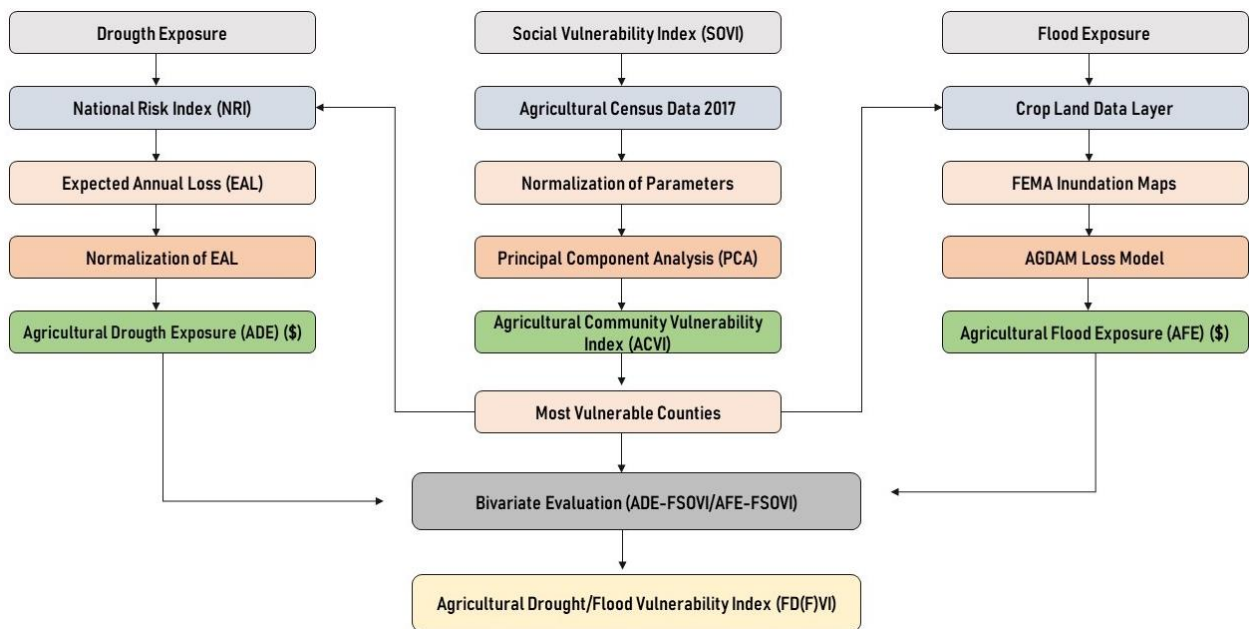 Drougth Exposure
Social Vulnerability Index (SOVI)
Flood Exposure
National Risk Index (NRI)
Agricultural Census Data 2017
Crop Land Data Layer
Expected Annual Loss (EAL)
Normalization of Parameters
FEMA Inundation Maps
Normalization of EAL
Principal Component Analysis (PCA)
AGDAM Loss Model
Agricultural Drougth Exposure (ADE) ($)
Agricultural Community Vulnerability
Index (ACVI)
Agricultural Flood Exposure (AFE) ($)
Most Vulnerable Counties
Bivariate Evaluation (ADE-FSOVI/AFE-FSOVI)
Agricultural Drought/Flood Vulnerability Index (FD(F)VI)